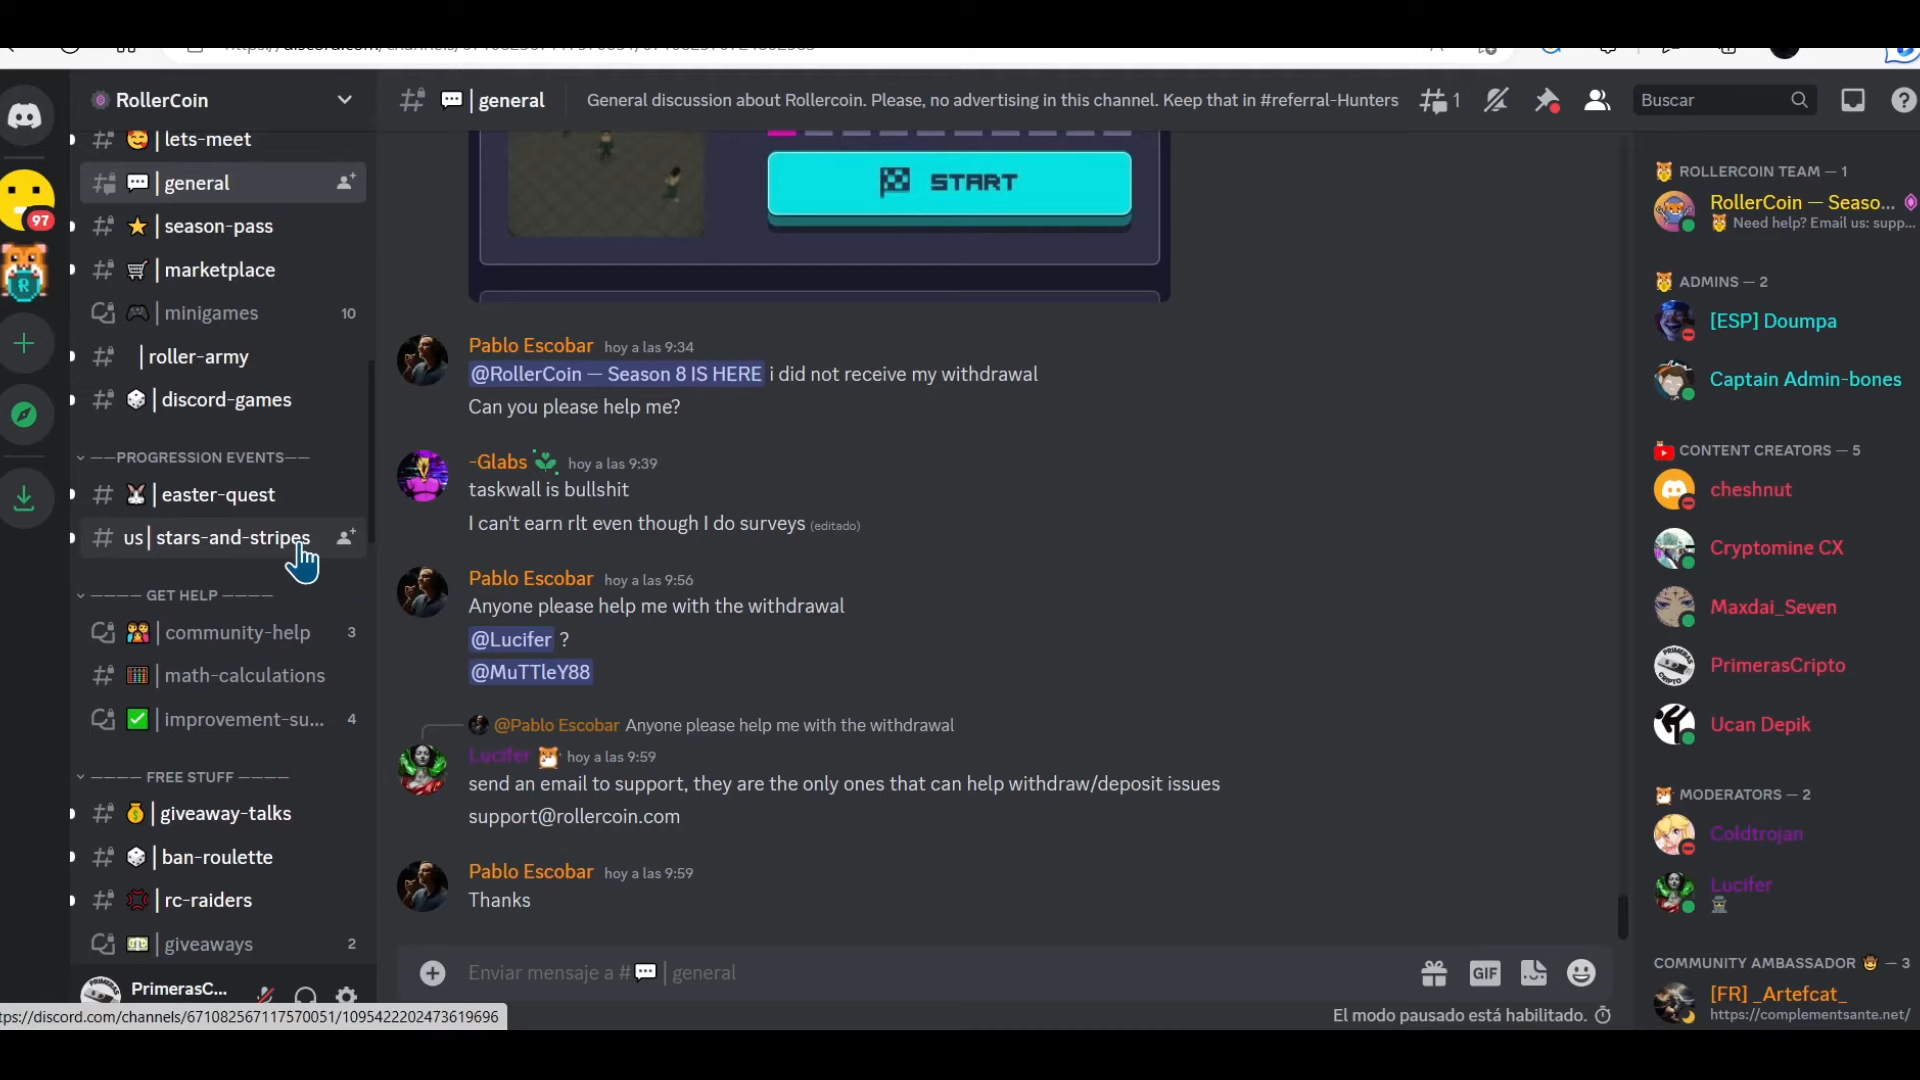 RollerCoin
| lets-meet
| general
| season-pass
| marketplace
| minigames 10
| roller-army
| discord-games
——PROGRESSION EVENTS——
| easter-quest
us | stars-and-stripes
———— GET HELP ————
| community-help 3
| math-calculations
| improvement-su... 4
———— FREE STUFF ————
| giveaway-talks
| ban-roulette
| rc-raiders
| giveaways 2
97
R
PrimerasC...
tps://discord.com/channels/671082567117570051/1095422202473619696
| general
General discussion about Rollercoin. Please, no advertising in this channel. Keep that in #referral-Hunters
1
Buscar
START
Pablo Escobar hoy a las 9:34
@RollerCoin — Season 8 IS HERE i did not receive my withdrawal
Can you please help me?
-Glabs hoy a las 9:39
taskwall is bullshit
I can't earn rlt even though I do surveys (editado)
Pablo Escobar hoy a las 9:56
Anyone please help me with the withdrawal
@Lucifer ?
@MuTTleY88
@Pablo Escobar Anyone please help me with the withdrawal
Lucifer hoy a las 9:59
send an email to support, they are the only ones that can help withdraw/deposit issues
support@rollercoin.com
Pablo Escobar hoy a las 9:59
Thanks
Enviar mensaje a # | general
GIF
El modo pausado está habilitado.
ROLLERCOIN TEAM — 1
RollerCoin — Seaso...
Need help? Email us: supp...
ADMINS — 2
[ESP] Doumpa
Captain Admin-bones
CONTENT CREATORS — 5
cheshnut
Cryptomine CX
Maxdai_Seven
PrimerasCripto
Ucan Depik
MODERATORS — 2
Coldtrojan
Lucifer
COMMUNITY AMBASSADOR — 3
[FR] _Artefcat_
https://complementsante.net/